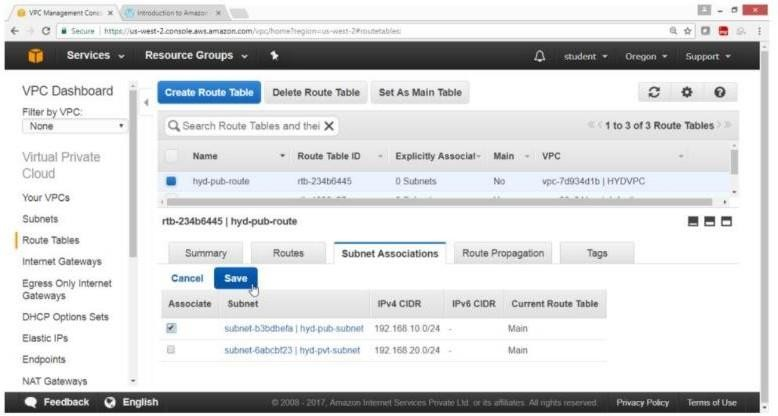 VPC Management Cons
Introduction to Amazon
Secure | https://us-west-2.console.aws.amazon.com/vpc/home?region=us-west-2#routetables:
Services
Resource Groups
student
Oregon
Support
VPC Dashboard
Filter by VPC:
None
Virtual Private
Cloud
Your VPCs
Subnets
Route Tables
Internet Gateways
Egress Only Internet
Gateways
DHCP Options Sets
Elastic IPs
Endpoints
NAT Gateways
Create Route Table
Delete Route Table
Set As Main Table
Search Route Tables and thei
1 to 3 of 3 Route Tables
Name
Route Table ID
Explicitly Associat
Main
VPC
hyd-pub-route
rtb-234b6445
0 Subnets
No
vpc-7d934d1b | HYDVPC
rtb-234b6445 | hyd-pub-route
Summary
Routes
Subnet Associations
Route Propagation
Tags
Cancel
Save
Associate
Subnet
IPv4 CIDR
IPv6 CIDR
Current Route Table
subnet-b3bdbefa | hyd-pub-subnet
192.168.10.0/24
-
Main
subnet-6abcbf23 | hyd-pvt-subnet
192.168.20.0/24
-
Main
Feedback
English
© 2008 - 2017, Amazon Internet Services Private Ltd. or its affiliates. All rights reserved.
Privacy Policy
Terms of Use